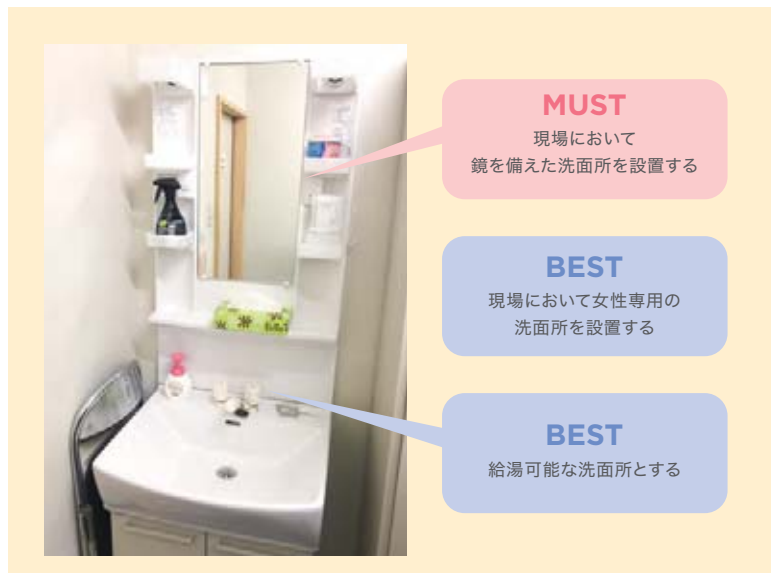 MUST
現場において
鏡を備えた洗面所を設置する
BEST
現場において女性専用の
洗面所を設置する
BEST
給湯可能な洗面所とする